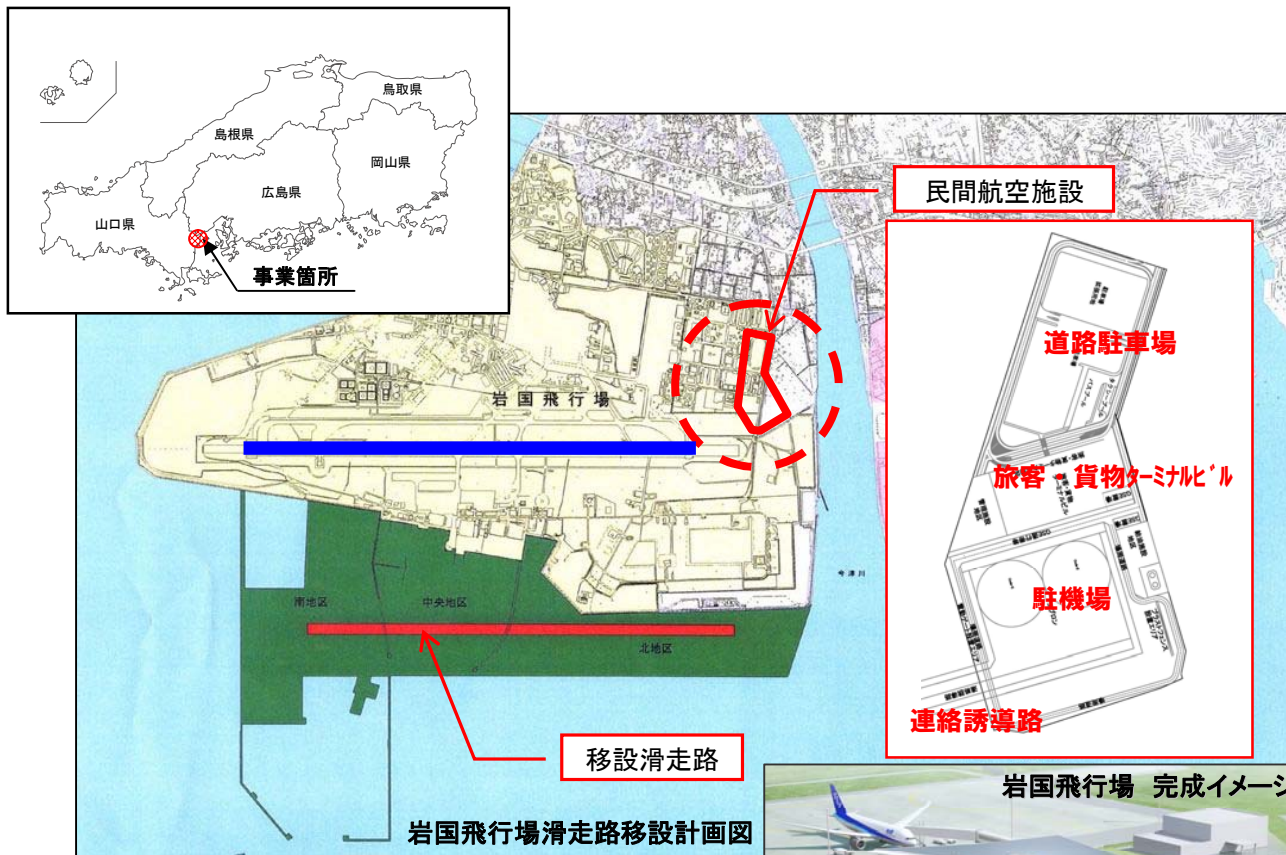 鳥取県
島根県
岡山県
広島県
山口県
事業箇所
民間航空施設
岩国飛行場
道路駐車場
旅客・貨物ターミナルビル
駐機場
連絡誘導路
今津川
南地区
中央地区
北地区
移設滑走路
岩国飛行場滑走路移設計画図
岩国飛行場 完成イメージ